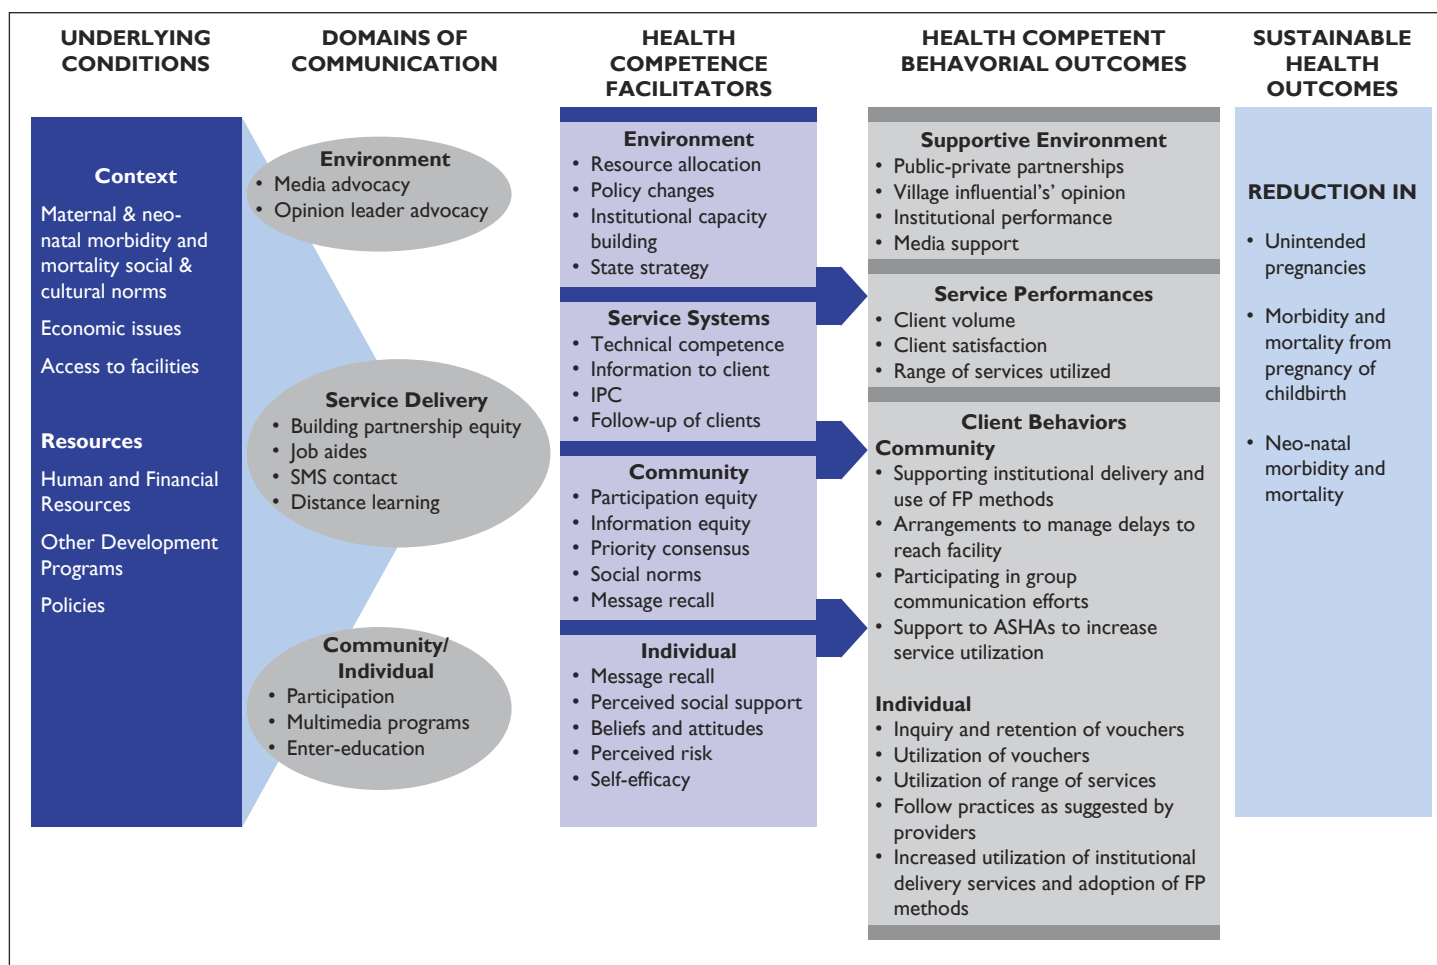 UNDERLYING
CONDITIONS
DOMAINS OF
COMMUNICATION
HEALTH
COMPETENCE
FACILITATORS
HEALTH COMPETENT
BEHAVORIAL OUTCOMES
SUSTAINABLE
HEALTH
OUTCOMES
Context
Maternal & neo-
natal morbidity and
mortality social &
cultural norms
Economic issues
Access to facilities
Resources
Human and Financial
Resources
Other Development
Programs
Policies
Environment
• Media advocacy
• Opinion leader advocacy
Service Delivery
• Building partnership equity
• Job aides
• SMS contact
• Distance learning
Community/
Individual
• Participation
• Multimedia programs
• Enter-education
Environment
• Resource allocation
• Policy changes
• Institutional capacity
building
• State strategy
Service Systems
• Technical competence
• Information to client
• IPC
• Follow-up of clients
Community
• Participation equity
• Information equity
• Priority consensus
• Social norms
• Message recall
Individual
• Message recall
• Perceived social support
• Beliefs and attitudes
• Perceived risk
• Self-efficacy
Supportive Environment
• Public-private partnerships
• Village influential's' opinion
• Institutional performance
• Media support
Service Performances
• Client volume
• Client satisfaction
• Range of services utilized
Client Behaviors
Community
• Supporting institutional delivery and
use of FP methods
• Arrangements to manage delays to
reach facility
• Participating in group
communication efforts
• Support to ASHAs to increase
service utilization
Individual
• Inquiry and retention of vouchers
• Utilization of vouchers
• Utilization of range of services
• Follow practices as suggested by
providers
• Increased utilization of institutional
delivery services and adoption of FP
methods
REDUCTION IN
• Unintended
pregnancies
• Morbidity and
mortality from
pregnancy of
childbirth
• Neo-natal
morbidity and
mortality